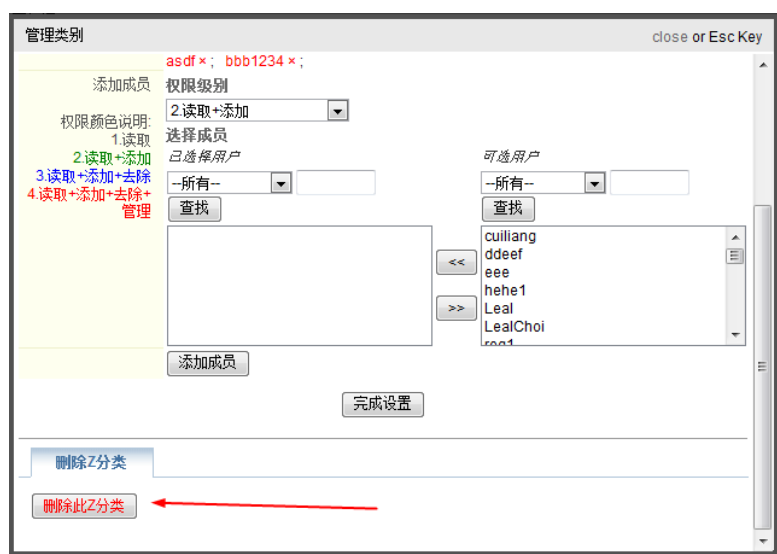 管理类别 close or Esc Key
asdf × ; bbb1234 × ;
添加成员 权限级别
2.读取+添加
权限颜色说明:
1.读取
2.读取+添加
3.读取+添加+去除
4.读取+添加+去除+
管理
选择成员
已选择用户 可选用户
--所有-- --所有--
查找 查找
cuiliang
ddeef
eee
hehe1
Leal
LealChoi
<<
>>
添加成员
完成设置
删除Z分类
删除此Z分类